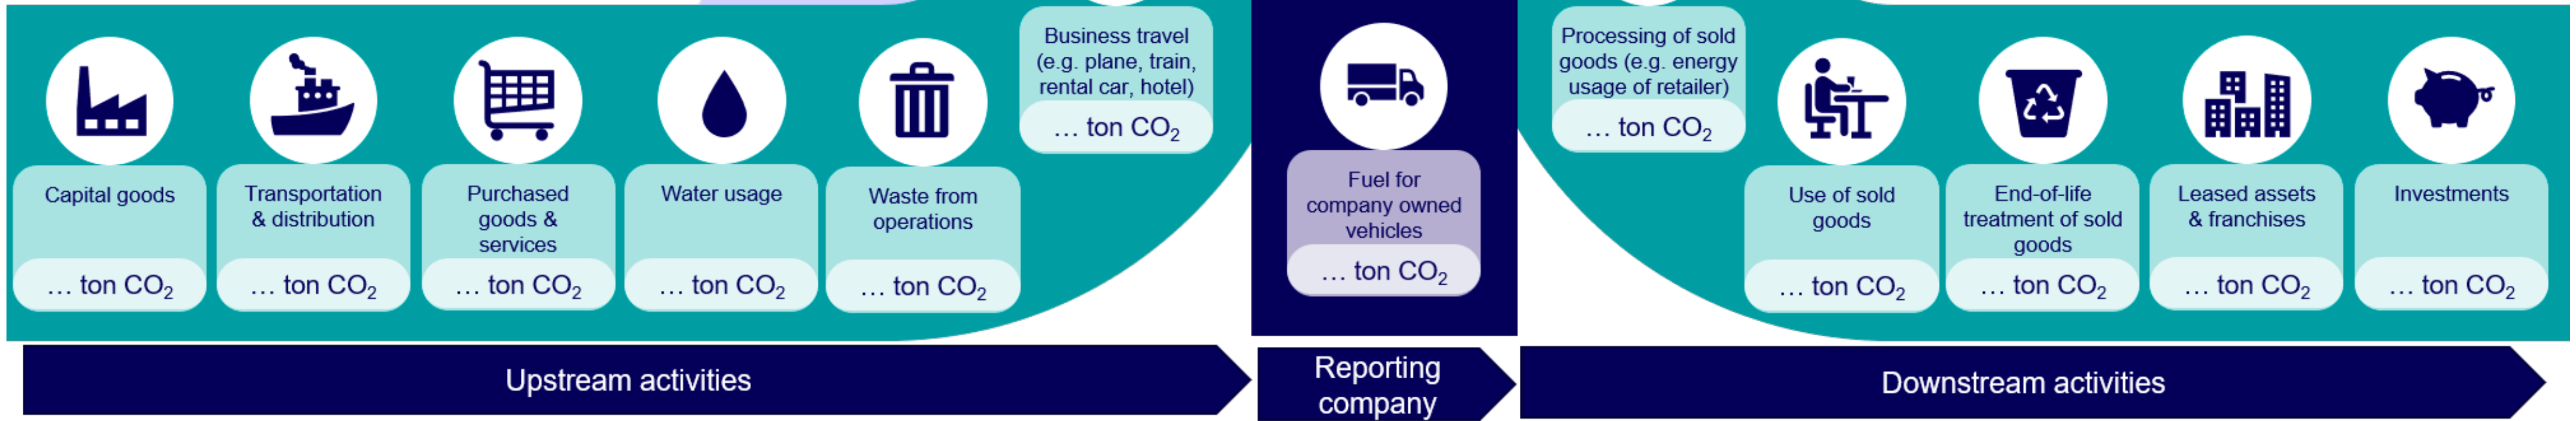 Capital goods
… ton CO₂
Transportation
& distribution
… ton CO₂
Purchased
goods &
services
… ton CO₂
Water usage
… ton CO₂
Waste from
operations
… ton CO₂
Business travel
(e.g. plane, train,
rental car, hotel)
… ton CO₂
Fuel for
company owned
vehicles
… ton CO₂
Processing of sold
goods (e.g. energy
usage of retailer)
… ton CO₂
Use of sold
goods
… ton CO₂
End-of-life
treatment of sold
goods
… ton CO₂
Leased assets
& franchises
… ton CO₂
Investments
… ton CO₂
Upstream activities
Reporting
company
Downstream activities